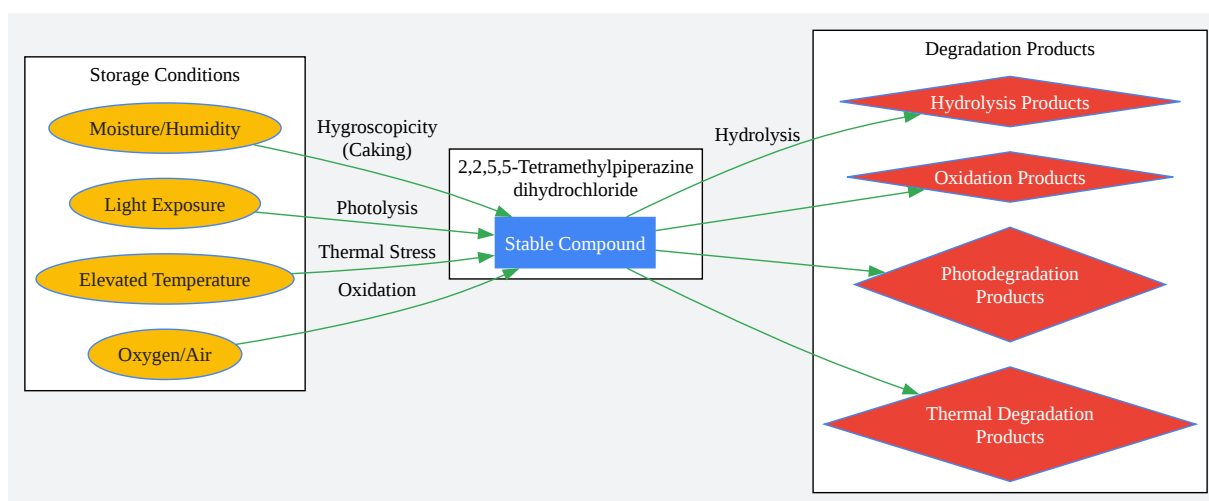 Storage Conditions
Moisture/Humidity
Light Exposure
Elevated Temperature
Oxygen/Air
Hygroscopicity
(Caking)
Photolysis
Thermal Stress
Oxidation
2,2,5,5-Tetramethylpiperazine
dihydrochloride
Stable Compound
Hydrolysis
Degradation Products
Hydrolysis Products
Oxidation Products
Photodegradation
Products
Thermal Degradation
Products